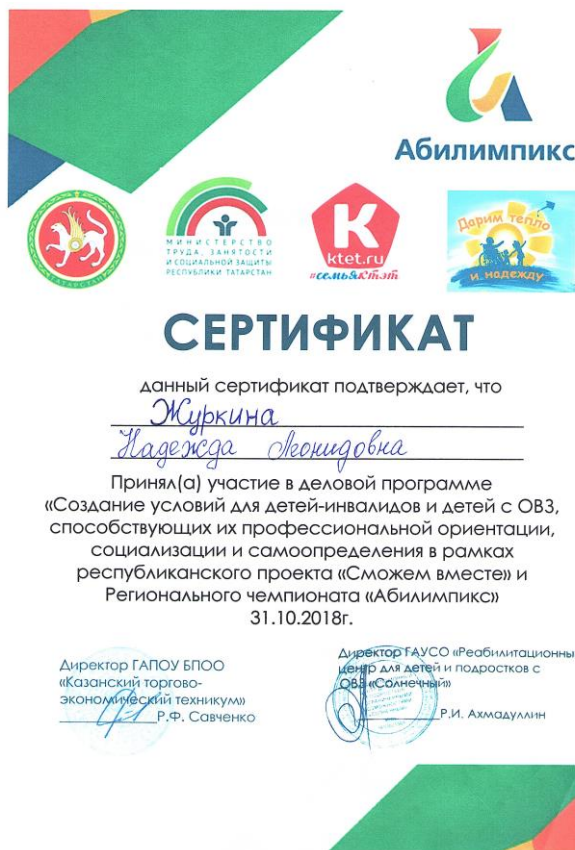 Абилимпикс
ТАТАРСТАН
МИНИСТЕРСТВО
ТРУДА, ЗАНЯТОСТИ
И СОЦИАЛЬНОЙ ЗАЩИТЫ
РЕСПУБЛИКИ ТАТАРСТАН
К
ktet.ru
#семьяктэт
Дарим тепло
и надежду
СЕРТИФИКАТ
данный сертификат подтверждает, что
Журкина
Надежда Леонидовна
Принял(а) участие в деловой программе
«Создание условий для детей-инвалидов и детей с ОВЗ,
способствующих их профессиональной ориентации,
социализации и самоопределения в рамках
республиканского проекта «Сможем вместе» и
Регионального чемпионата «Абилимпикс»
31.10.2018г.
Директор ГАПОУ БПОО
«Казанский торгово-
экономический техникум»
Р.Ф. Савченко
Директор ГАУСО «Реабилитационны
центр для детей и подростков с
ОВЗ «Солнечный»
Р.И. Ахмадуллин